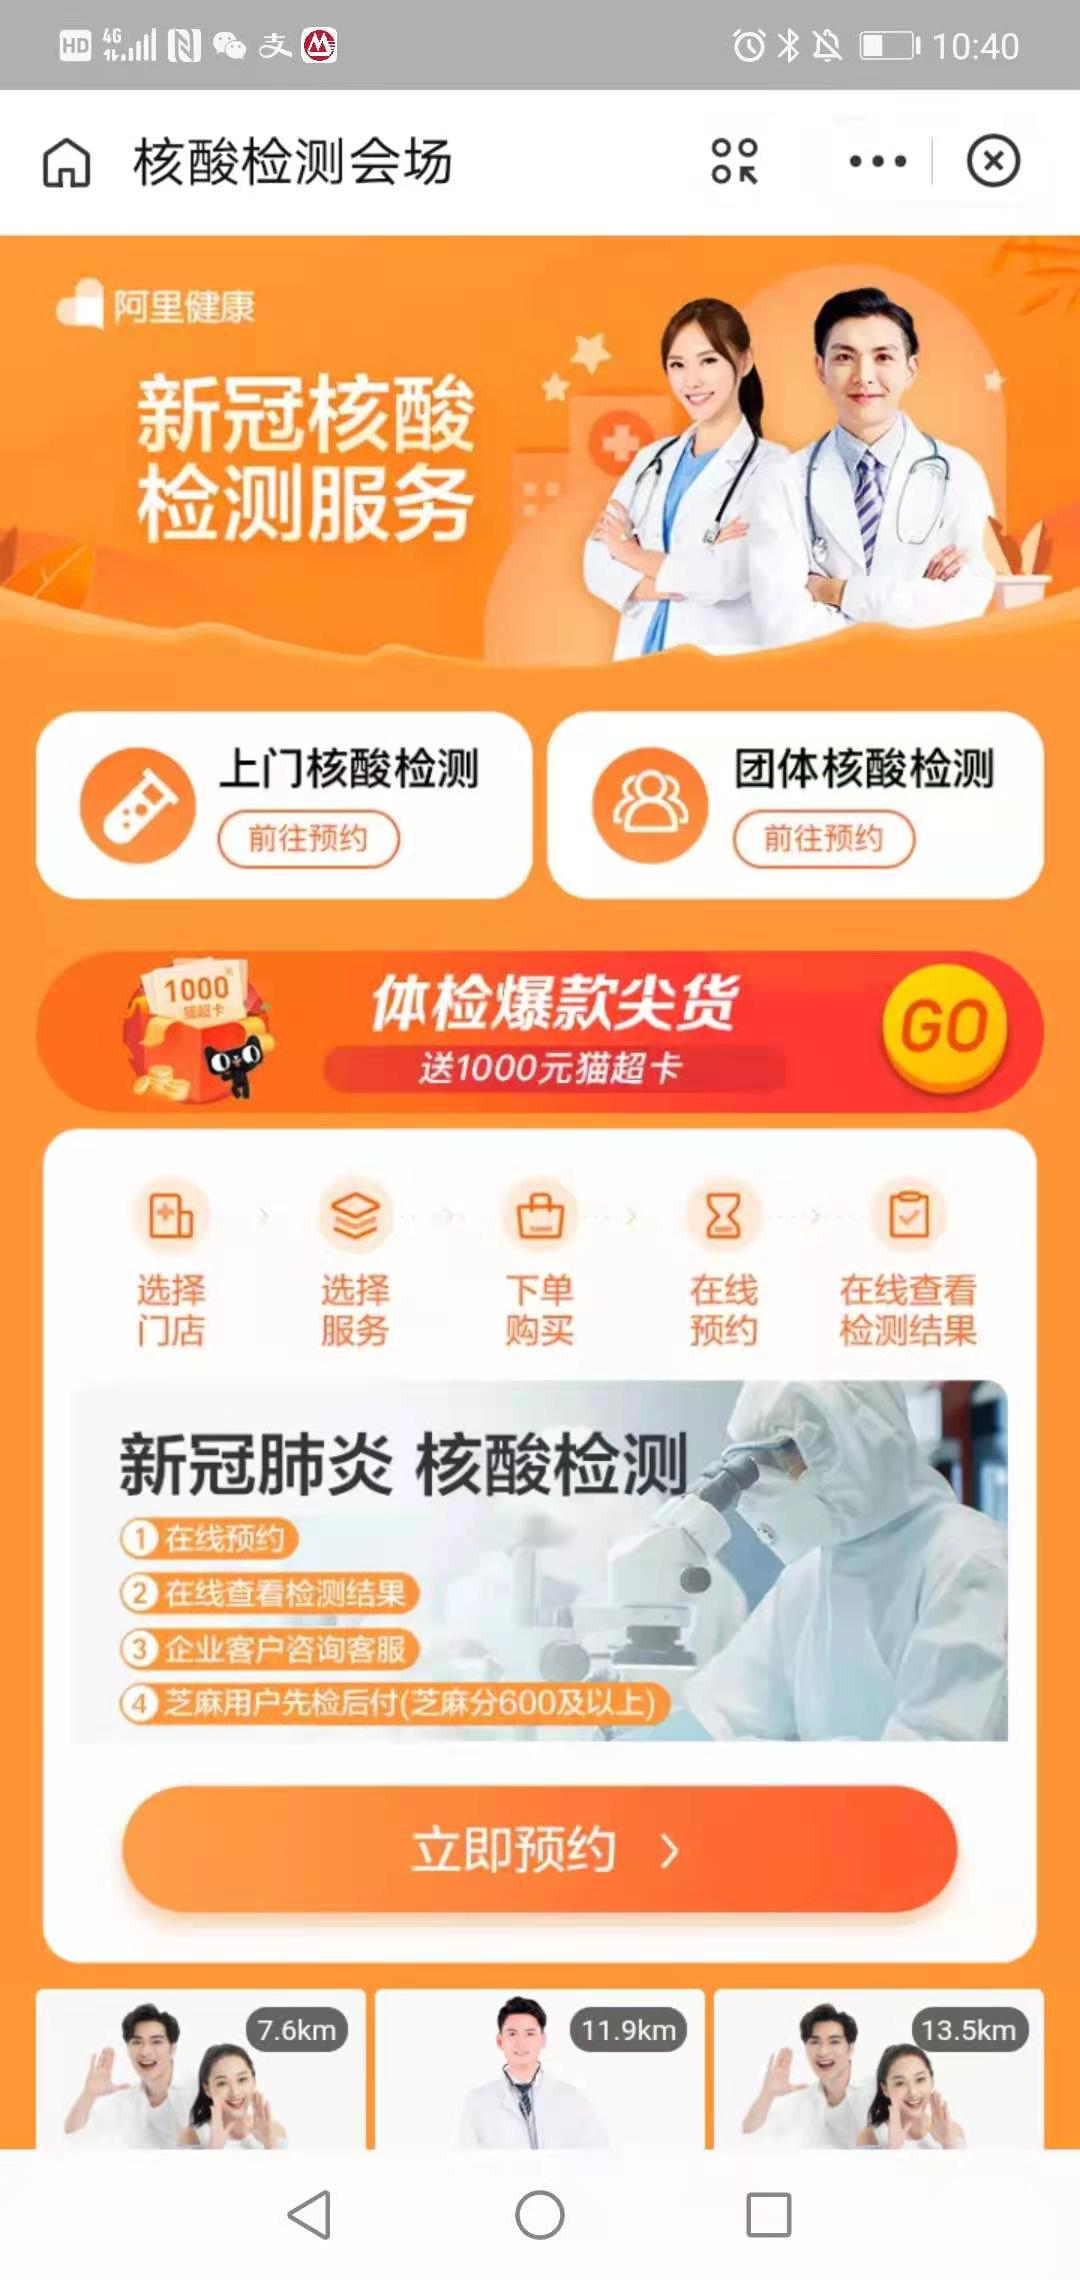 HD 4G 10:40
核酸检测会场
阿里健康
新冠核酸
检测服务
上门核酸检测
前往预约
团体核酸检测
前往预约
1000
猫超卡
体检爆款尖货
送1000元猫超卡
GO
选择
门店
选择
服务
下单
购买
在线
预约
在线查看
检测结果
新冠肺炎 核酸检测
1 在线预约
2 在线查看检测结果
3 企业客户咨询客服
4 芝麻用户先检后付(芝麻分600及以上)
立即预约 >
7.6km
11.9km
13.5km